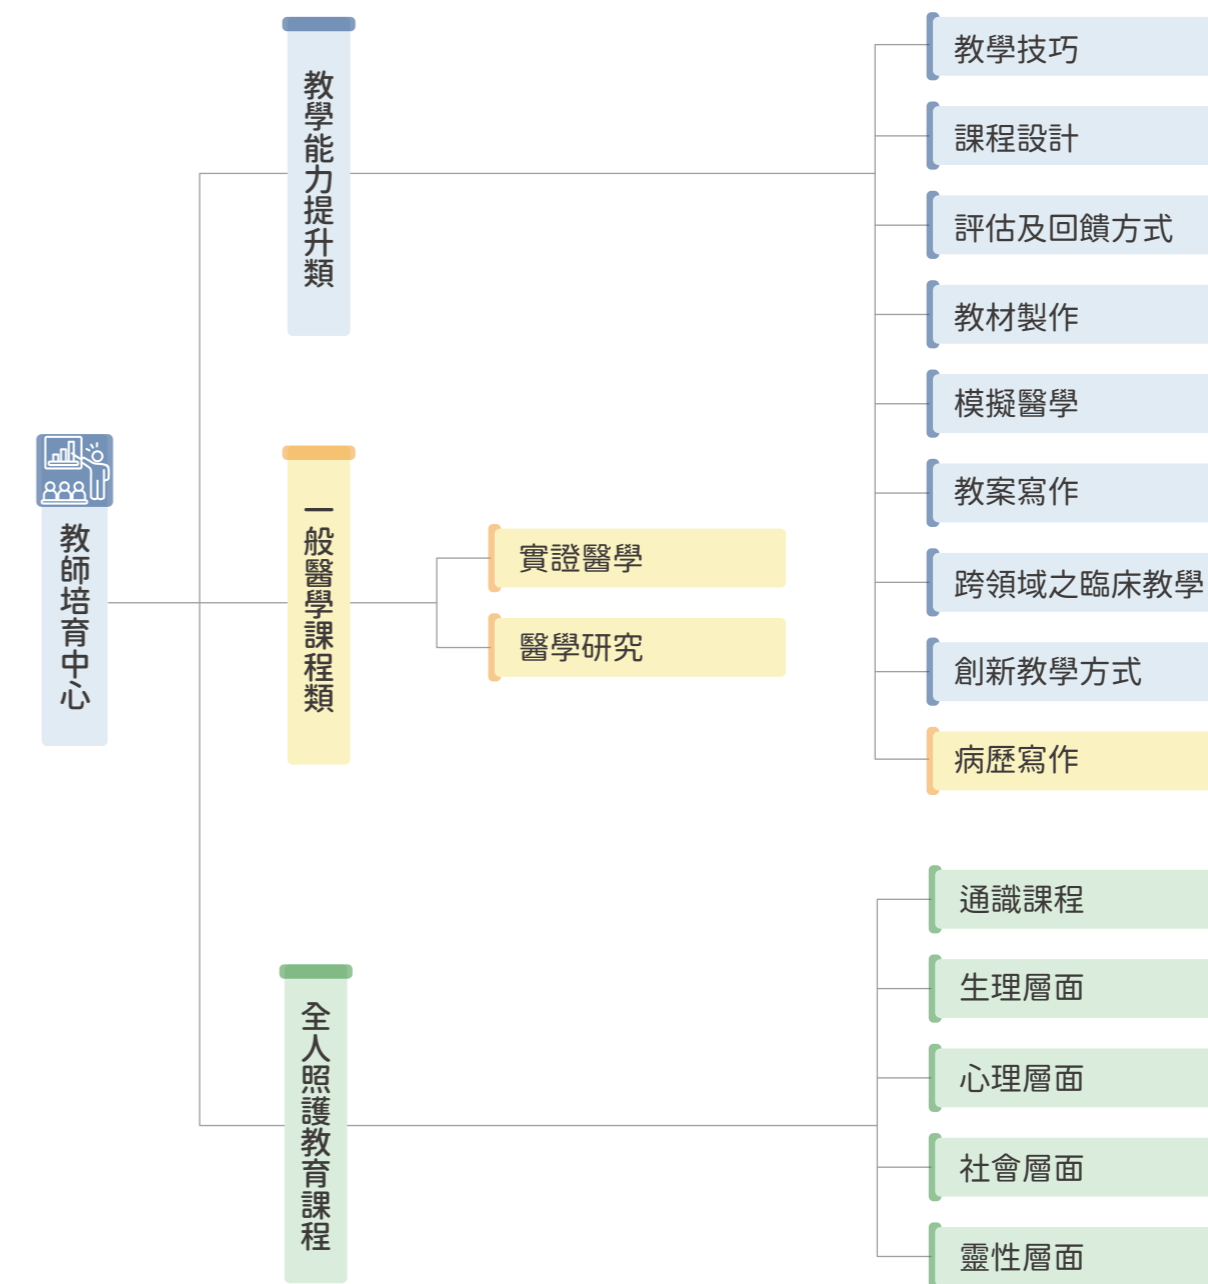 教師培育中心
教學能力提升類
教學技巧
課程設計
評估及回饋方式
教材製作
模擬醫學
教案寫作
跨領域之臨床教學
創新教學方式
病歷寫作
一般醫學課程類
實證醫學
醫學研究
全人照護教育課程
通識課程
生理層面
心理層面
社會層面
靈性層面